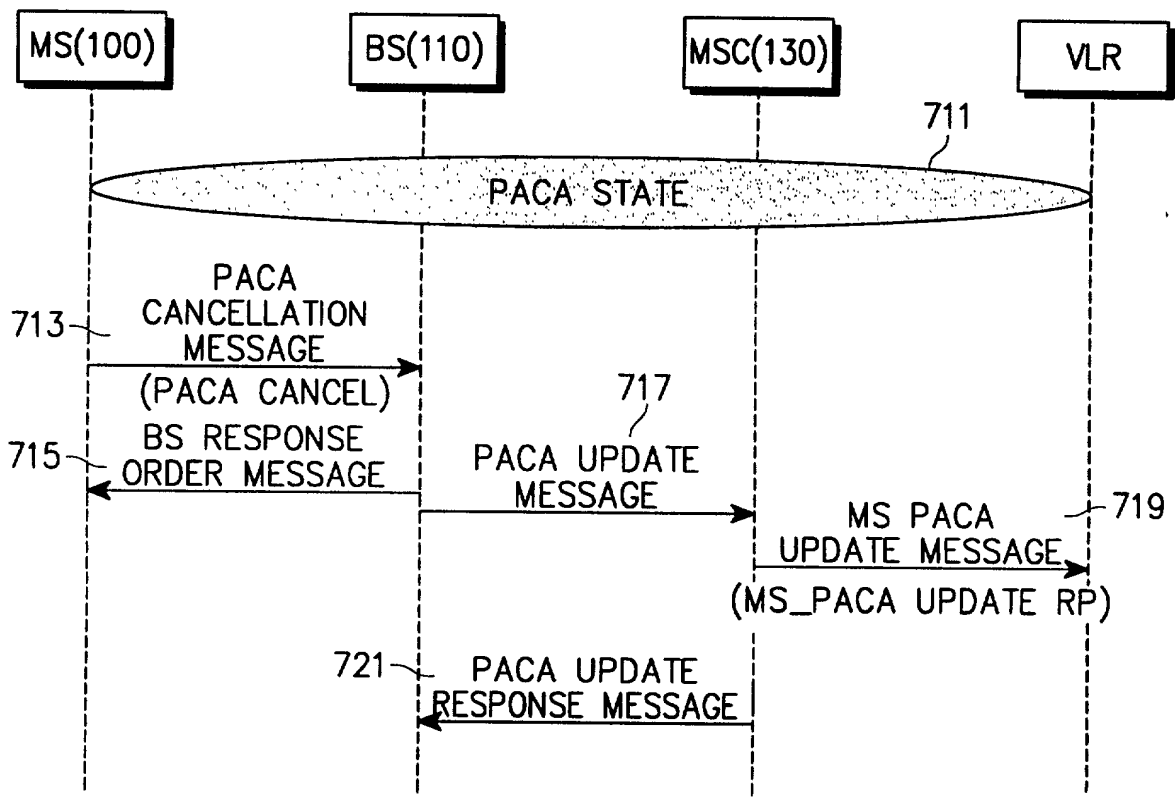 MS(100)
BS(110)
MSC(130)
VLR
711
PACA STATE
PACA
CANCELLATION
MESSAGE
713
(PACA CANCEL)
717
BS RESPONSE
ORDER MESSAGE
715
PACA UPDATE
MESSAGE
MS PACA
UPDATE MESSAGE
719
(MS_PACA UPDATE RP)
721
PACA UPDATE
RESPONSE MESSAGE